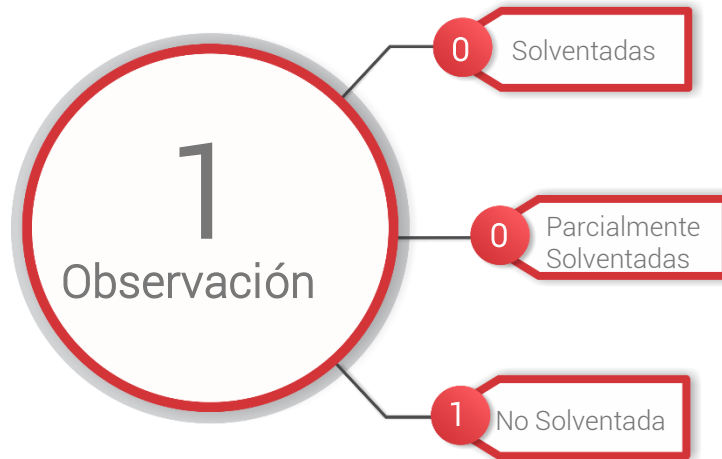 1
Observación
0
Solventadas
0
Parcialmente
Solventadas
1
No Solventada